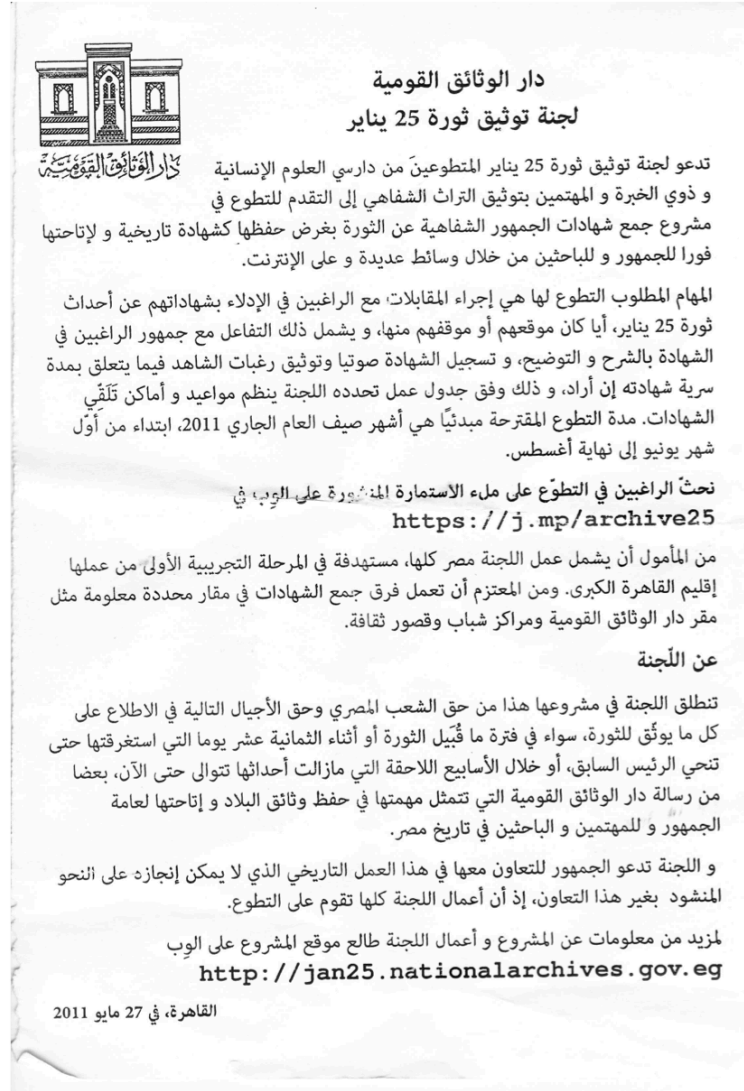 دار الوثائق القومية
لجنة توثيق ثورة 25 يناير
دار الوثائق القومية
تدعو لجنة توثيق ثورة 25 يناير المتطوعينَ من دارسي العلوم الإنسانية
و ذوي الخبرة و المهتمين بتوثيق التراث الشفاهي إلى التقدم للتطوع في
مشروع جمع شهادات الجمهور الشفاهية عن الثورة بغرض حفظها كشهادة تاريخية و لإتاحتها
فورا للجمهور و للباحثين من خلال وسائط عديدة و على الإنترنت.
المهام المطلوب التطوع لها هي إجراء المقابلات مع الراغبين في الإدلاء بشهاداتهم عن أحداث
ثورة 25 يناير، أيا كان موقعهم أو موقفهم منها، و يشمل ذلك التفاعل مع جمهور الراغبين في
الشهادة بالشرح و التوضيح، و تسجيل الشهادة صوتيا وتوثيق رغبات الشاهد فيما يتعلق بمدة
سرية شهادته إن أراد، و ذلك وفق جدول عمل تحدده اللجنة ينظم مواعيد و أماكن تَلَقِّي
الشهادات. مدة التطوع المقترحة مبدئيًا هي أشهر صيف العام الجاري 2011، ابتداء من أوّل
شهر يونيو إلى نهاية أغسطس.
نحثّ الراغبين في التطوّع على ملء الاستمارة المنشورة على الوِب في
https://j.mp/archive25
من المأمول أن يشمل عمل اللجنة مصر كلها، مستهدفة في المرحلة التجريبية الأولى من عملها
إقليم القاهرة الكبرى. ومن المعتزم أن تعمل فرق جمع الشهادات في مقار محددة معلومة مثل
مقر دار الوثائق القومية ومراكز شباب وقصور ثقافة.
عن اللّجنة
تنطلق اللجنة في مشروعها هذا من حق الشعب المصري وحق الأجيال التالية في الاطلاع على
كل ما يوثّق للثورة، سواء في فترة ما قُبَيل الثورة أو أثناء الثمانية عشر يوما التي استغرقتها حتى
تنحي الرئيس السابق، أو خلال الأسابيع اللاحقة التي مازالت أحداثها تتوالى حتى الآن، بعضا
من رسالة دار الوثائق القومية التي تتمثل مهمتها في حفظ وثائق البلاد و إتاحتها لعامة
الجمهور و للمهتمين و الباحثين في تاريخ مصر.
و اللجنة تدعو الجمهور للتعاون معها في هذا العمل التاريخي الذي لا يمكن إنجازه على النحو
المنشود بغير هذا التعاون، إذ أن أعمال اللجنة كلها تقوم على التطوع.
لمزيد من معلومات عن المشروع و أعمال اللجنة طالع موقع المشروع على الوِب
http://jan25.nationalarchives.gov.eg
القاهرة، في 27 مايو 2011